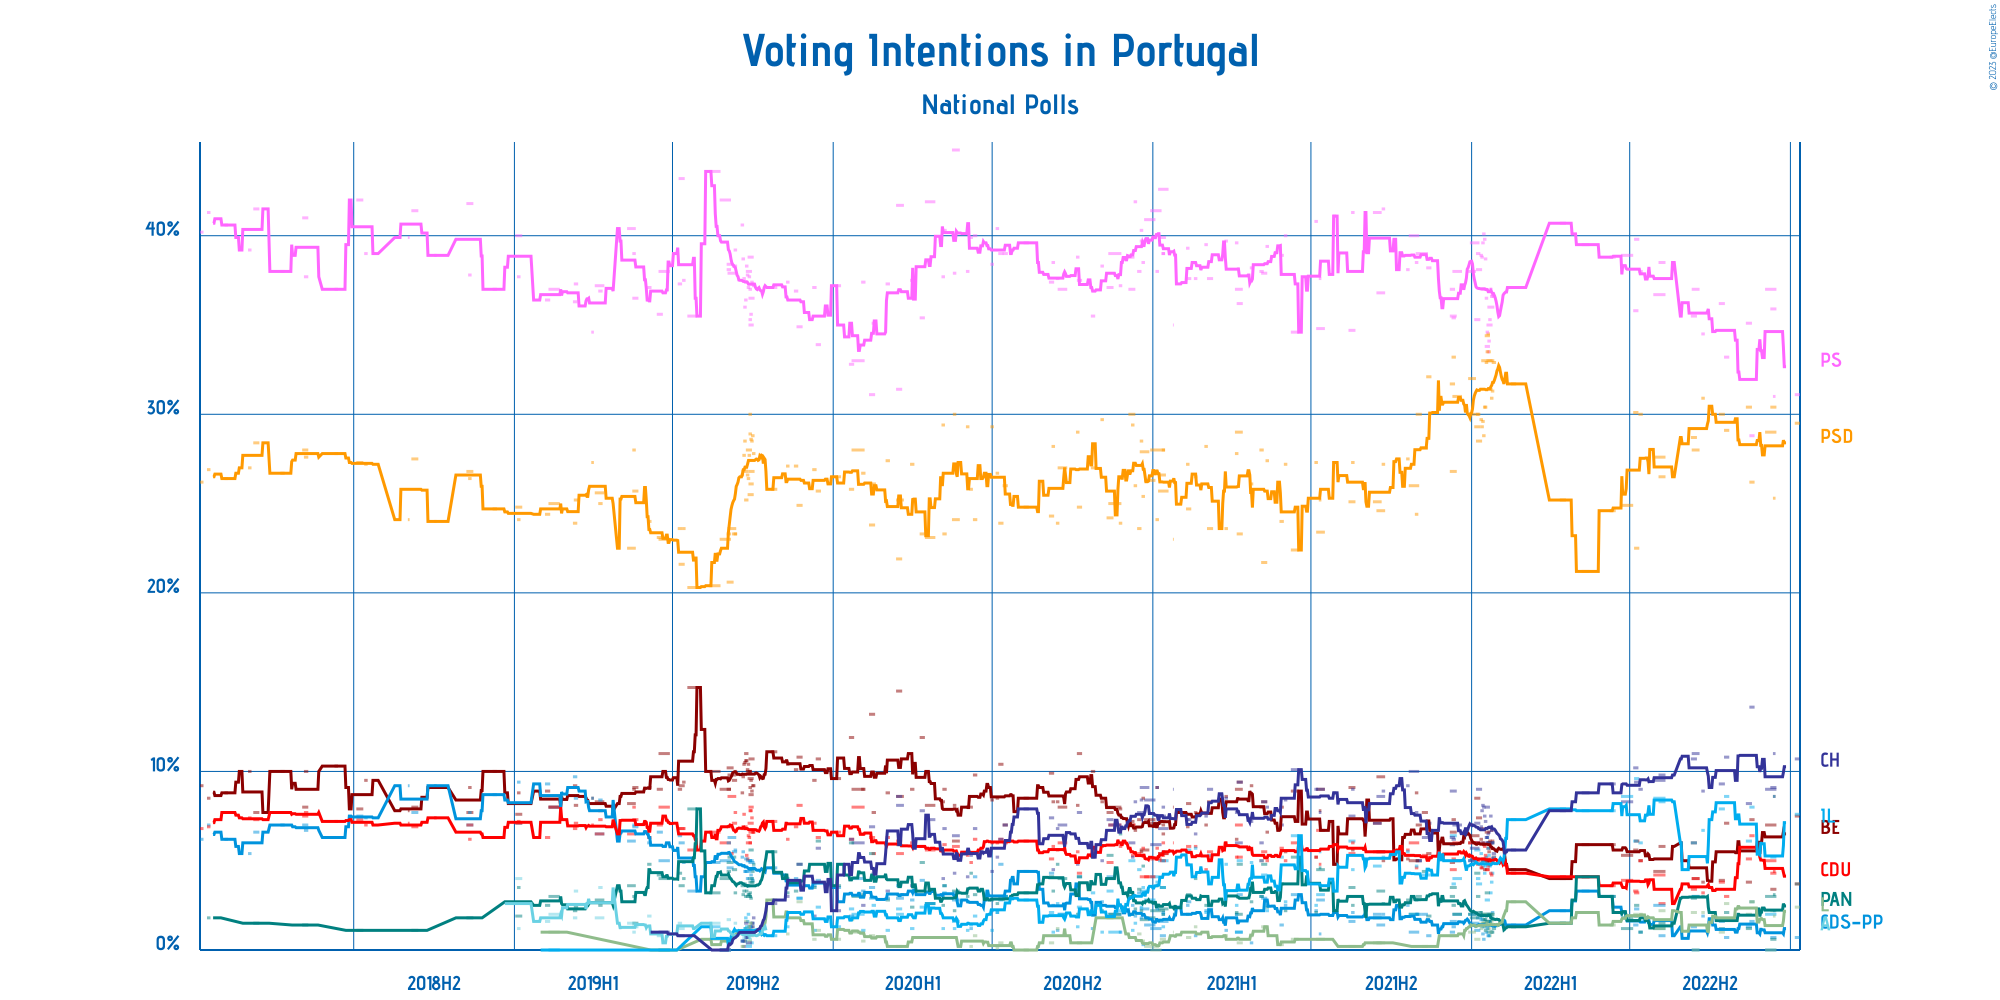 © 2023 @EuropeElects
Voting Intentions in Portugal
National Polls
40%
30%
20%
10%
0%
PS
PSD
CH
IL
BE
CDU
PAN
L
CDS-PP
2018H2
2019H1
2019H2
2020H1
2020H2
2021H1
2021H2
2022H1
2022H2